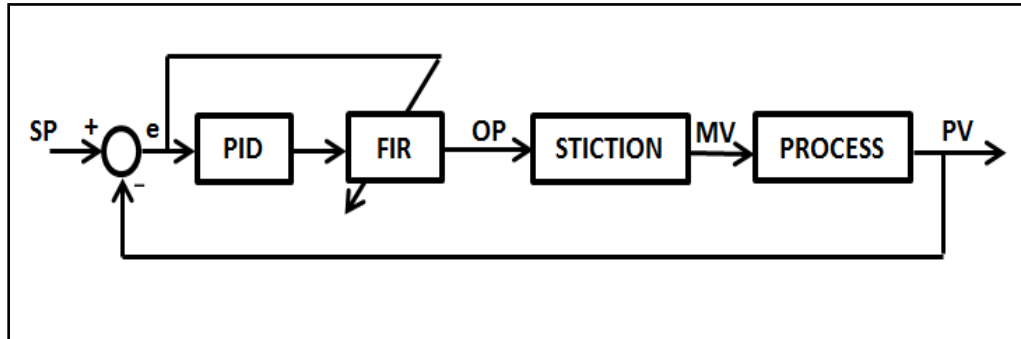 SP + e PID FIR OP STICTION MV PROCESS PV
−